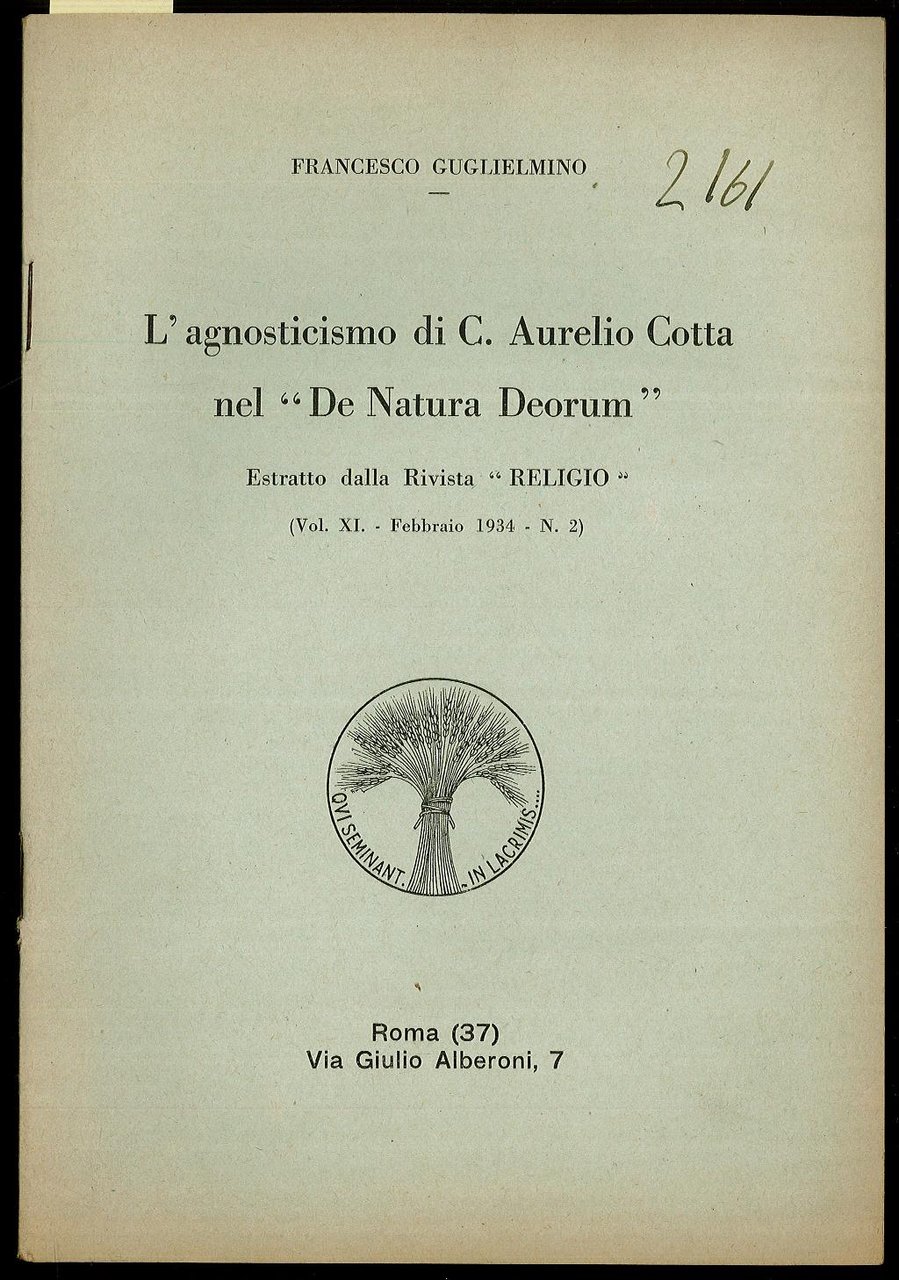 FRANCESCO GUGLIELMINO
2161
L' agnosticismo di C. Aurelio Cotta
nel “ De Natura Deorum ”
Estratto dalla Rivista “ RELIGIO ”
(Vol. XI. - Febbraio 1934 - N. 2)
QVI SEMINANT... IN LACRIMIS....
Roma (37)
Via Giulio Alberoni, 7